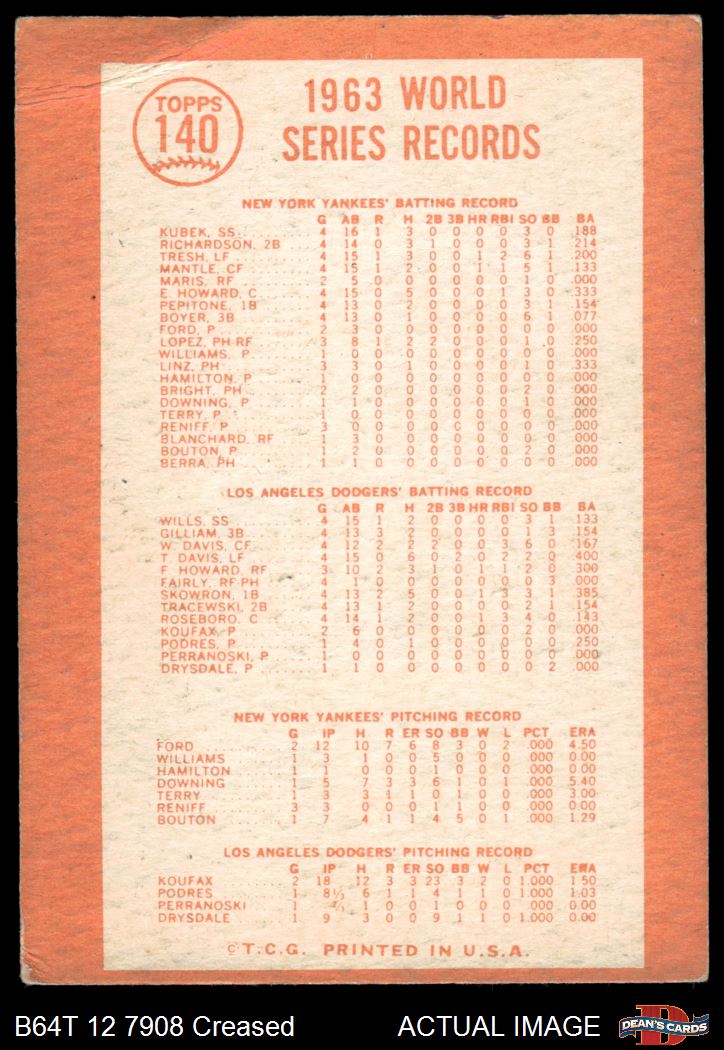 TOPPS
140
1963 WORLD
SERIES RECORDS
NEW YORK YANKEES' BATTING RECORD
G AB R H 2B 3B HR RBI SO BB BA
KUBEK, SS 4 16 1 3 0 0 0 0 3 0 .188
RICHARDSON, 2B 4 14 0 3 1 0 0 0 3 1 .214
TRESH, LF 4 15 1 3 0 0 1 2 6 1 .200
MANTLE, CF 4 15 1 2 0 0 1 1 5 1 .133
MARIS, RF 2 5 0 0 0 0 0 0 1 0 .000
E. HOWARD, C 4 15 0 5 0 0 0 1 3 0 .333
PEPITONE, 1B 4 13 0 2 0 0 0 0 3 1 .154
BOYER, 3B 4 13 0 1 0 0 0 0 6 1 .077
FORD, P 2 3 0 0 0 0 0 0 0 0 .000
LOPEZ, PH RF 3 8 1 2 2 0 0 0 1 0 .250
WILLIAMS, P 1 0 0 0 0 0 0 0 0 0 .000
LINZ, PH 3 3 0 1 0 0 0 0 1 0 .333
HAMILTON, P 1 0 0 0 0 0 0 0 0 0 .000
BRIGHT, PH 2 2 0 0 0 0 0 0 2 0 .000
DOWNING, P 1 1 0 0 0 0 0 0 1 0 .000
TERRY, P 1 0 0 0 0 0 0 0 0 0 .000
RENIFF, P 3 0 0 0 0 0 0 0 0 0 .000
BLANCHARD, RF 1 3 0 0 0 0 0 0 0 0 .000
BOUTON, P 1 2 0 0 0 0 0 0 2 0 .000
BERRA, PH 1 1 0 0 0 0 0 0 0 0 .000
LOS ANGELES DODGERS' BATTING RECORD
G AB R H 2B 3B HR RBI SO BB BA
WILLS, SS 4 15 1 2 0 0 0 0 3 1 .133
GILLIAM, 3B 4 13 3 2 0 0 0 0 1 3 .154
W. DAVIS, CF 4 12 2 2 2 0 0 3 6 0 .167
T. DAVIS, LF 4 15 0 6 0 2 0 2 2 0 .400
F. HOWARD, RF 3 10 2 3 1 0 1 1 2 0 .300
FAIRLY, RF-PH 4 1 0 0 0 0 0 0 0 3 .000
SKOWRON, 1B 4 13 2 5 0 0 1 3 3 1 .385
TRACEWSKI, 2B 4 13 1 2 0 0 0 0 2 1 .154
ROSEBORO, C 4 14 1 2 0 0 1 3 4 0 .143
KOUFAX, P 2 6 0 0 0 0 0 0 2 0 .000
PODRES, P 1 4 0 1 0 0 0 0 0 0 .250
PERRANOSKI, P 1 0 0 0 0 0 0 0 0 0 .000
DRYSDALE, P 1 1 0 0 0 0 0 0 0 2 .000
NEW YORK YANKEES' PITCHING RECORD
G IP H R ER SO BB W L PCT ERA
FORD 2 12 10 7 6 8 3 0 2 .000 4.50
WILLIAMS 1 3 1 0 0 5 0 0 0 .000 0.00
HAMILTON 1 1 0 0 0 1 0 0 0 .000 0.00
DOWNING 1 5 7 3 3 6 1 0 1 .000 5.40
TERRY 1 3 3 1 1 0 1 0 0 .000 3.00
RENIFF 3 3 0 0 0 1 1 0 0 .000 0.00
BOUTON 1 7 4 1 1 4 5 0 1 .000 1.29
LOS ANGELES DODGERS' PITCHING RECORD
G IP H R ER SO BB W L PCT ERA
KOUFAX 2 18 12 3 3 23 3 2 0 1.000 1.50
PODRES 1 8⅓ 6 1 1 4 1 1 0 1.000 1.03
PERRANOSKI 1 ⅔ 1 0 0 1 0 0 0 .000 0.00
DRYSDALE 1 9 3 0 0 9 1 1 0 1.000 0.00
© T.C.G. PRINTED IN U.S.A.
B64T 12 7908 Creased
ACTUAL IMAGE
D
DEAN'S CARDS